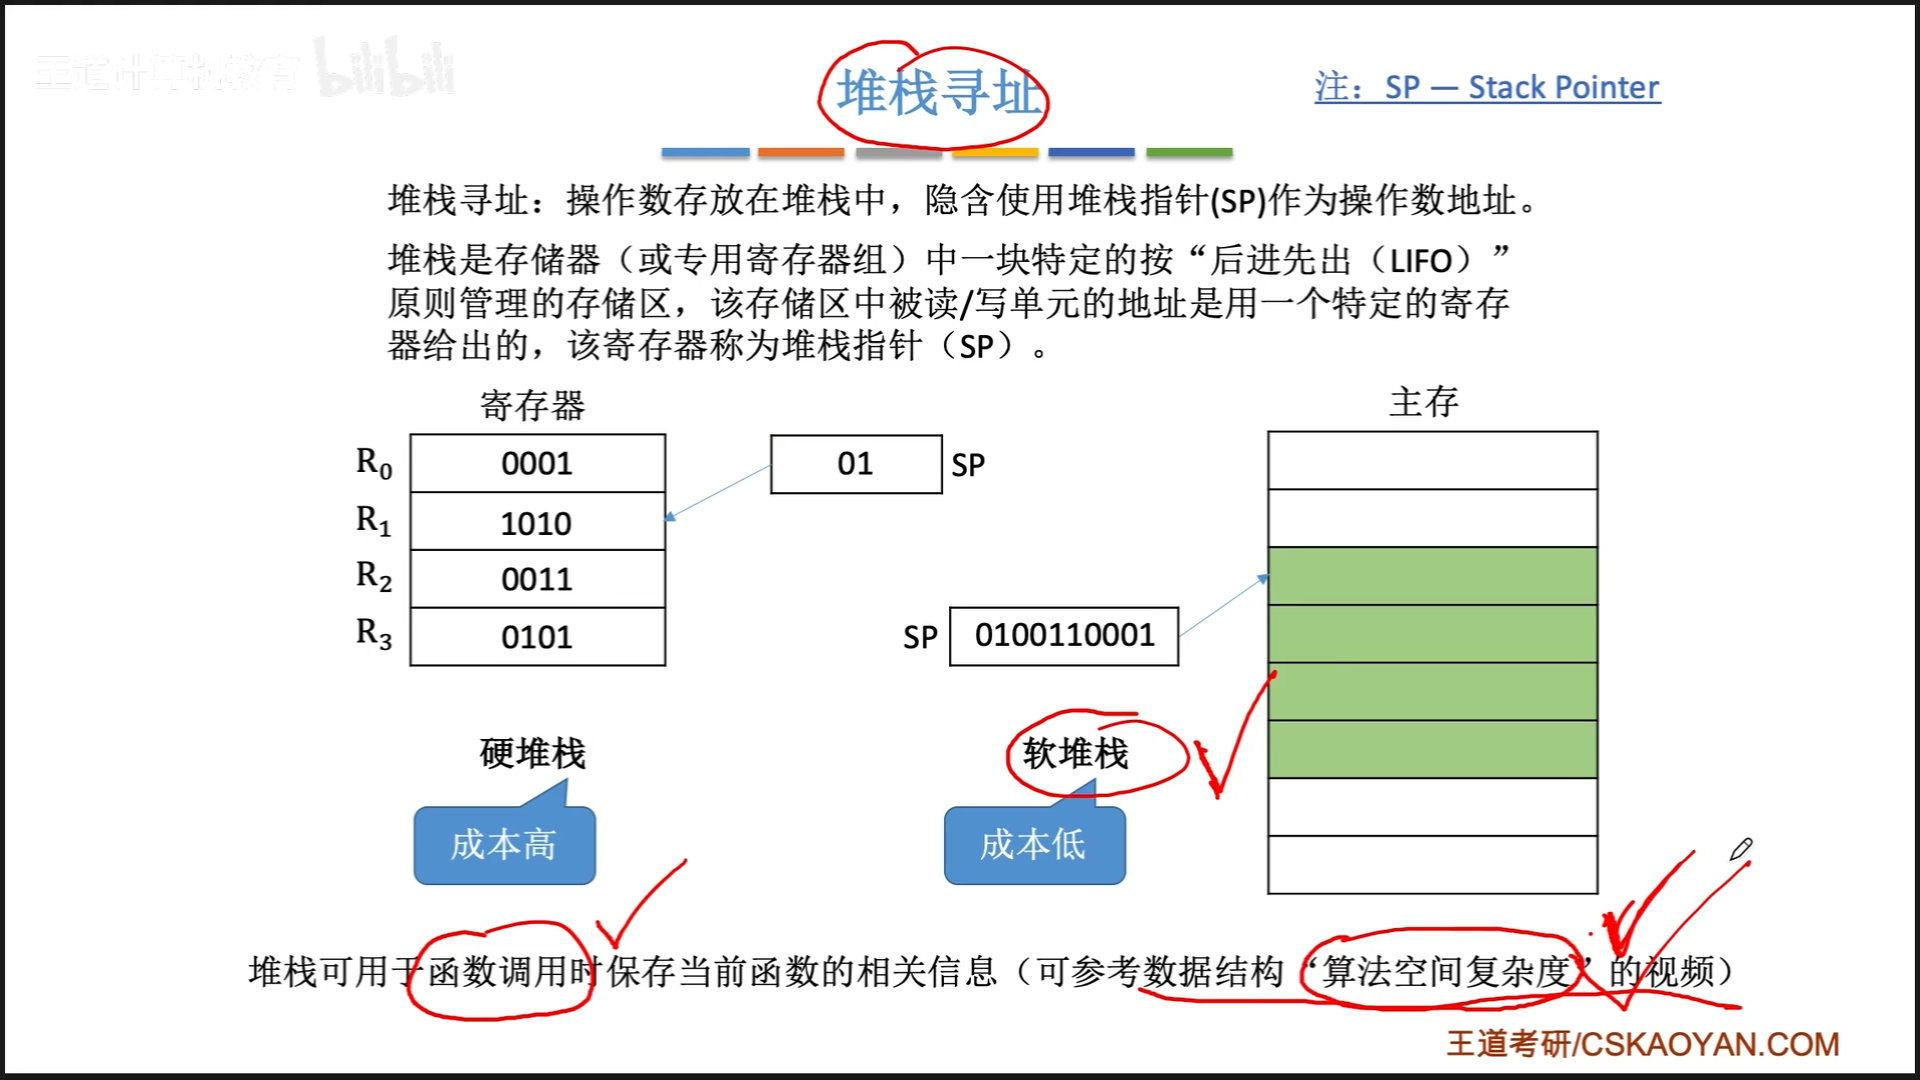 王道计算机教育 bilibili
堆栈寻址
注：SP — Stack Pointer
堆栈寻址：操作数存放在堆栈中，隐含使用堆栈指针(SP)作为操作数地址。
堆栈是存储器（或专用寄存器组）中一块特定的按“后进先出（LIFO）”
原则管理的存储区，该存储区中被读/写单元的地址是用一个特定的寄存
器给出的，该寄存器称为堆栈指针（SP）。
寄存器
主存
R0 0001
01 SP
R1 1010
R2 0011
R3 0101
SP 0100110001
硬堆栈
软堆栈
成本高
成本低
堆栈可用于函数调用时保存当前函数的相关信息（可参考数据结构“算法空间复杂度”的视频）
王道考研/CSKAOYAN.COM